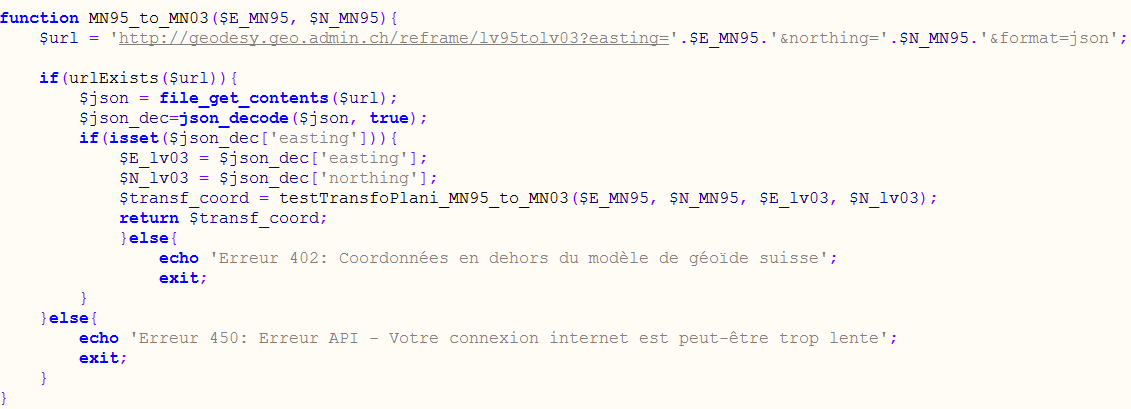 function MN95_to_MN03($E_MN95, $N_MN95){
    $url = 'http://geodesy.geo.admin.ch/reframe/lv95tolv03?easting='.$E_MN95.'&northing='.$N_MN95.'&format=json';

    if(urlExists($url)){
        $json = file_get_contents($url);
        $json_dec=json_decode($json, true);
        if(isset($json_dec['easting'])){
            $E_lv03 = $json_dec['easting'];
            $N_lv03 = $json_dec['northing'];
            $transf_coord = testTransfoPlani_MN95_to_MN03($E_MN95, $N_MN95, $E_lv03, $N_lv03);
            return $transf_coord;
            }else{
                echo 'Erreur 402: Coordonnées en dehors du modèle de géoïde suisse';
                exit;
        }
    }else{
        echo 'Erreur 450: Erreur API - Votre connexion internet est peut-être trop lente';
        exit;
    }
}